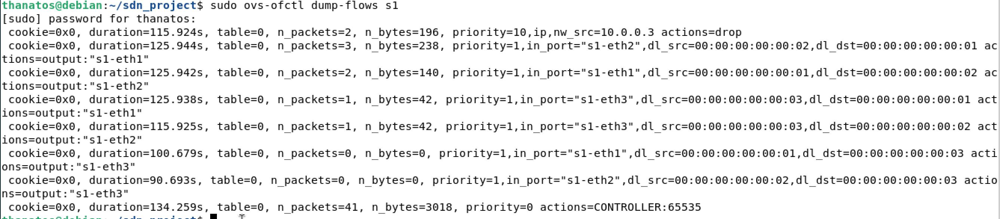 thanatos@debian:~/sdn_project$ sudo ovs-ofctl dump-flows s1
[sudo] password for thanatos:
 cookie=0x0, duration=115.924s, table=0, n_packets=2, n_bytes=196, priority=10,ip,nw_src=10.0.0.3 actions=drop
 cookie=0x0, duration=125.944s, table=0, n_packets=3, n_bytes=238, priority=1,in_port="s1-eth2",dl_src=00:00:00:00:00:02,dl_dst=00:00:00:00:00:01 ac
tions=output:"s1-eth1"
 cookie=0x0, duration=125.942s, table=0, n_packets=2, n_bytes=140, priority=1,in_port="s1-eth1",dl_src=00:00:00:00:00:01,dl_dst=00:00:00:00:00:02 ac
tions=output:"s1-eth2"
 cookie=0x0, duration=125.938s, table=0, n_packets=1, n_bytes=42, priority=1,in_port="s1-eth3",dl_src=00:00:00:00:00:03,dl_dst=00:00:00:00:00:01 act
ions=output:"s1-eth1"
 cookie=0x0, duration=115.925s, table=0, n_packets=1, n_bytes=42, priority=1,in_port="s1-eth3",dl_src=00:00:00:00:00:03,dl_dst=00:00:00:00:00:02 act
ions=output:"s1-eth2"
 cookie=0x0, duration=100.679s, table=0, n_packets=0, n_bytes=0, priority=1,in_port="s1-eth1",dl_src=00:00:00:00:00:01,dl_dst=00:00:00:00:00:03 acti
ons=output:"s1-eth3"
 cookie=0x0, duration=90.693s, table=0, n_packets=0, n_bytes=0, priority=1,in_port="s1-eth2",dl_src=00:00:00:00:00:02,dl_dst=00:00:00:00:00:03 actio
ns=output:"s1-eth3"
 cookie=0x0, duration=134.259s, table=0, n_packets=41, n_bytes=3018, priority=0 actions=CONTROLLER:65535
thanatos@debian:~/sdn_project$